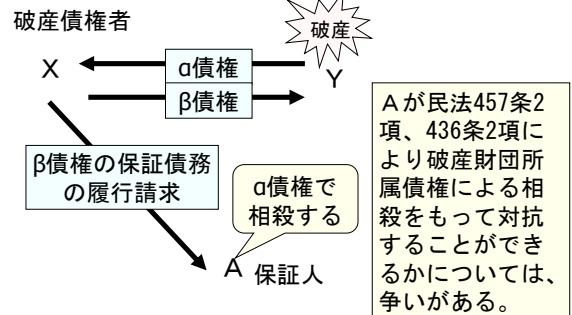 破産債権者
破産
X
α債権
Y
β債権
β債権の保証債務
の履行請求
α債権で
相殺する
A 保証人
Aが民法457条2
項、436条2項に
より破産財団所
属債権による相
殺をもって対抗
することができ
るかについては、
争いがある。